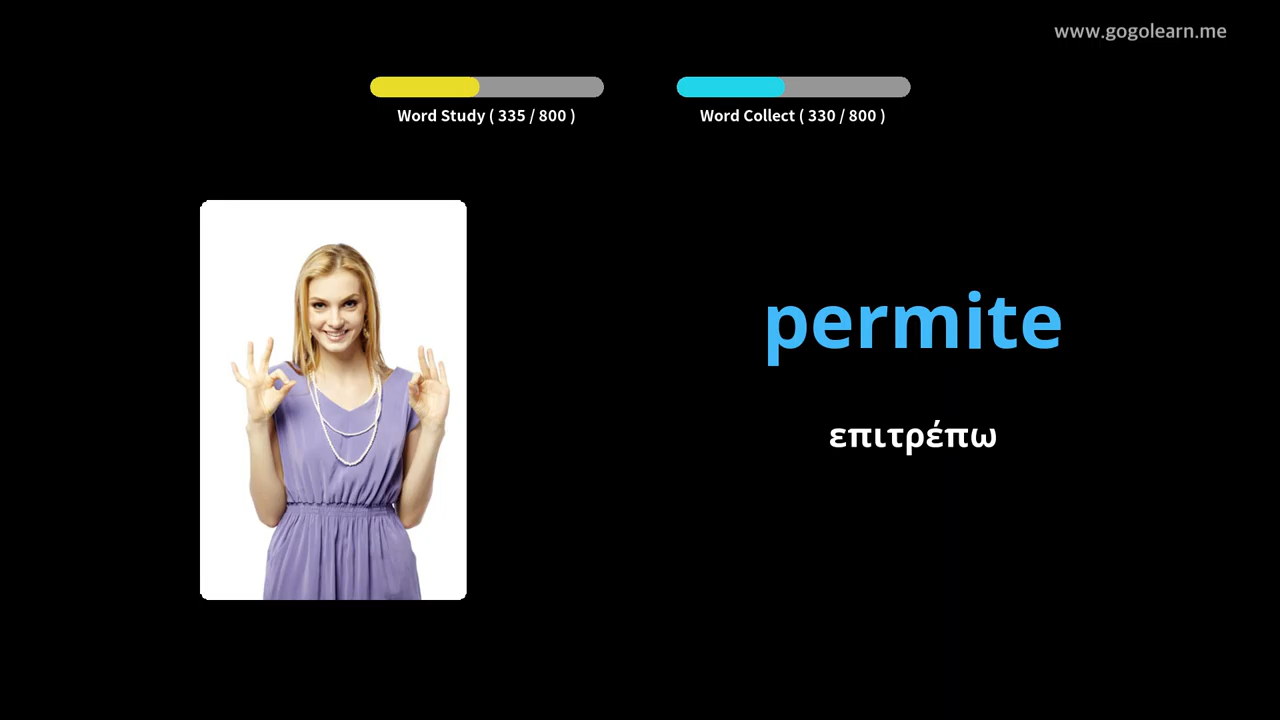 www.gogolearn.me
Word Study ( 335 / 800 )
Word Collect ( 330 / 800 )
permite
επιτρέπω